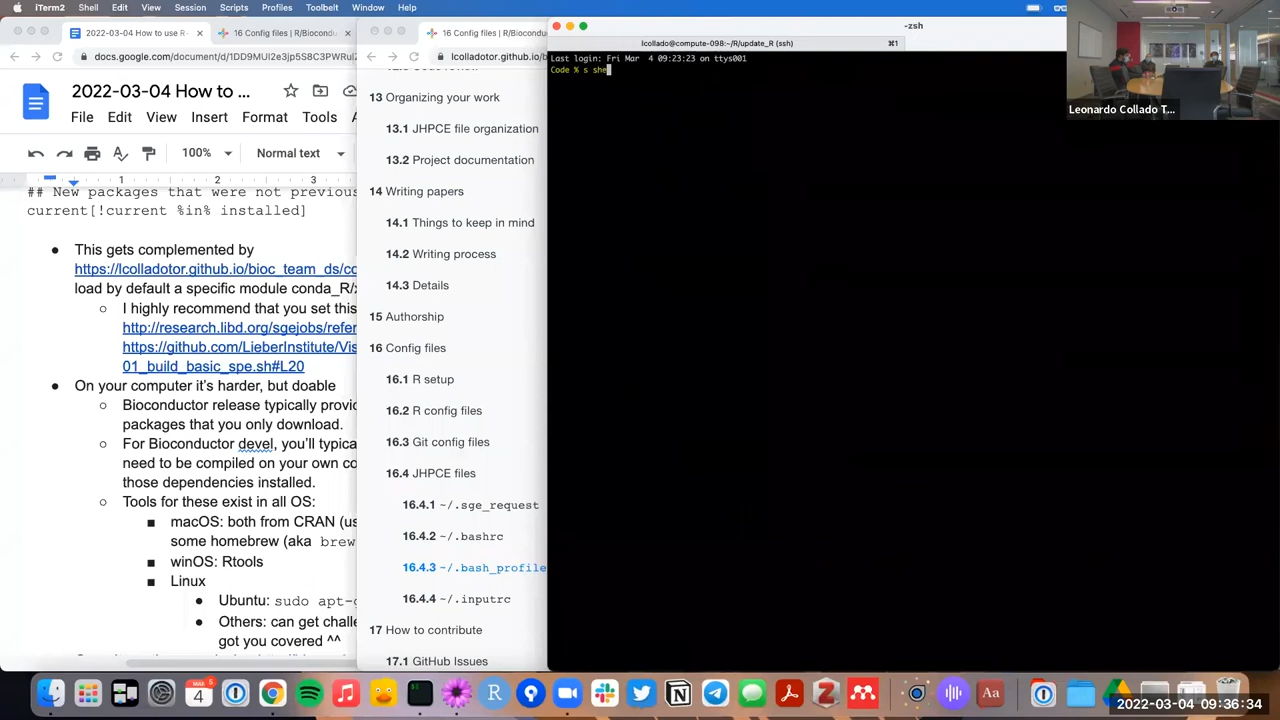 iTerm2 Shell Edit View Session Scripts Profiles Toolbelt Window Help
2022-03-04 How to use R -
16 Config files | R/Biocondu
docs.google.com/document/d/1DD9MUI2e3jp5S8C3PWRul
2022-03-04 How to ...
File Edit View Insert Format Tools
100% Normal text
1 2 3
## New packages that were not previous
current[!current %in% installed]
● This gets complemented by
https://lcolladotor.github.io/bioc_team_ds/co
load by default a specific module conda_R/x
○ I highly recommend that you set this
http://research.libd.org/sgejobs/refer
https://github.com/LieberInstitute/Vis
01_build_basic_spe.sh#L20
● On your computer it's harder, but doable
○ Bioconductor release typically provid
packages that you only download.
○ For Bioconductor devel, you'll typica
need to be compiled on your own co
those dependencies installed.
○ Tools for these exist in all OS:
■ macOS: both from CRAN (us
some homebrew (aka brew
■ winOS: Rtools
■ Linux
● Ubuntu: sudo apt-g
● Others: can get challe
got you covered ^^
16 Config files | R/Biocondu
lcolladotor.github.io/b
13 Organizing your work
13.1 JHPCE file organization
13.2 Project documentation
14 Writing papers
14.1 Things to keep in mind
14.2 Writing process
14.3 Details
15 Authorship
16 Config files
16.1 R setup
16.2 R config files
16.3 Git config files
16.4 JHPCE files
16.4.1 ~/.sge_request
16.4.2 ~/.bashrc
16.4.3 ~/.bash_profile
16.4.4 ~/.inputrc
17 How to contribute
17.1 GitHub Issues
-zsh
lcollado@compute-098:~/R/update_R (ssh) ⌘1
Last login: Fri Mar 4 09:23:23 on ttys001
Code % s she
Leonardo Collado T...
MAR 4
5
Aa
2022-03-04 09:36:34